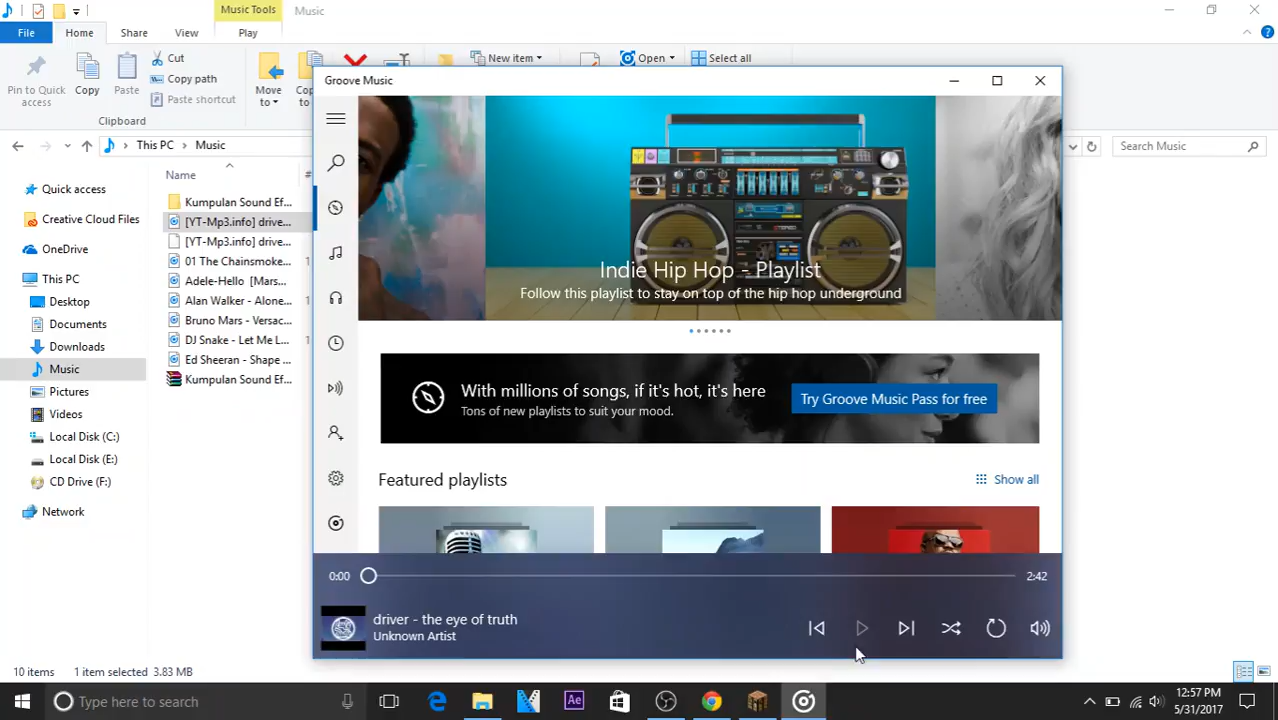 Music Tools
Music
File
Home
Share
View
Play
Pin to Quick access
Copy
Paste
Cut
Copy path
Paste shortcut
Clipboard
Move to
New item
Open
Select all
This PC
Music
Search Music
Name
#
Quick access
Creative Cloud Files
OneDrive
This PC
Desktop
Documents
Downloads
Music
Pictures
Videos
Local Disk (C:)
Local Disk (E:)
CD Drive (F:)
Network
Kumpulan Sound Ef...
[YT-Mp3.info] drive...
[YT-Mp3.info] drive...
01 The Chainsmoke...
Adele-Hello [Mars...
Alan Walker - Alone...
Bruno Mars - Versac...
DJ Snake - Let Me L...
Ed Sheeran - Shape ...
Kumpulan Sound Ef...
Groove Music
Indie Hip Hop - Playlist
Follow this playlist to stay on top of the hip hop underground
With millions of songs, if it's hot, it's here
Tons of new playlists to suit your mood.
Try Groove Music Pass for free
Featured playlists
Show all
0:00
2:42
driver - the eye of truth
Unknown Artist
10 items
1 item selected 3.83 MB
Type here to search
Ae
12:57 PM
5/31/2017